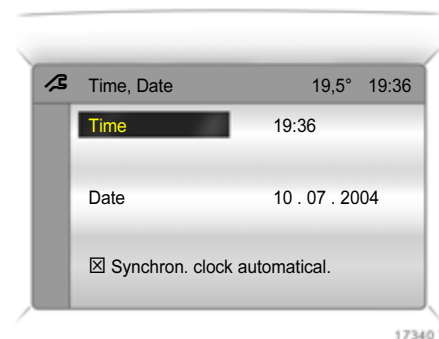 Time, Date 19,5° 19:36
Time 19:36
Date 10 . 07 . 2004
☒ Synchron. clock automatical.
17340